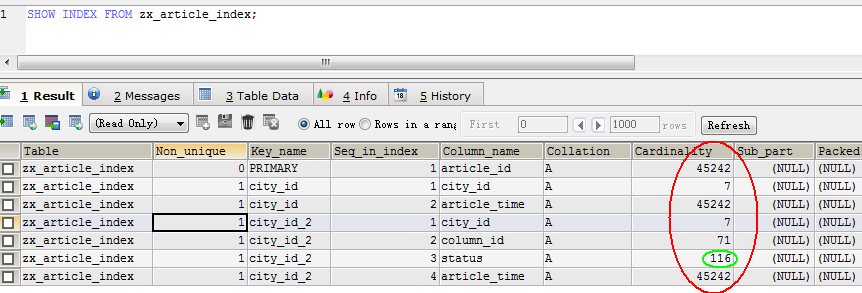 1 SHOW INDEX FROM zx_article_index;
1 Result 2 Messages 3 Table Data 4 Info 5 History
(Read Only) All row Rows in a rang First 0 1000 rows Refresh
Table Non_unique Key_name Seq_in_index Column_name Collation Cardinality Sub_part Packed
zx_article_index 0 PRIMARY 1 article_id A 45242 (NULL) (NULL)
zx_article_index 1 city_id 1 city_id A 7 (NULL) (NULL)
zx_article_index 1 city_id 2 article_time A 45242 (NULL) (NULL)
zx_article_index 1 city_id_2 1 city_id A 7 (NULL) (NULL)
zx_article_index 1 city_id_2 2 column_id A 71 (NULL) (NULL)
zx_article_index 1 city_id_2 3 status A 116 (NULL) (NULL)
zx_article_index 1 city_id_2 4 article_time A 45242 (NULL) (NULL)